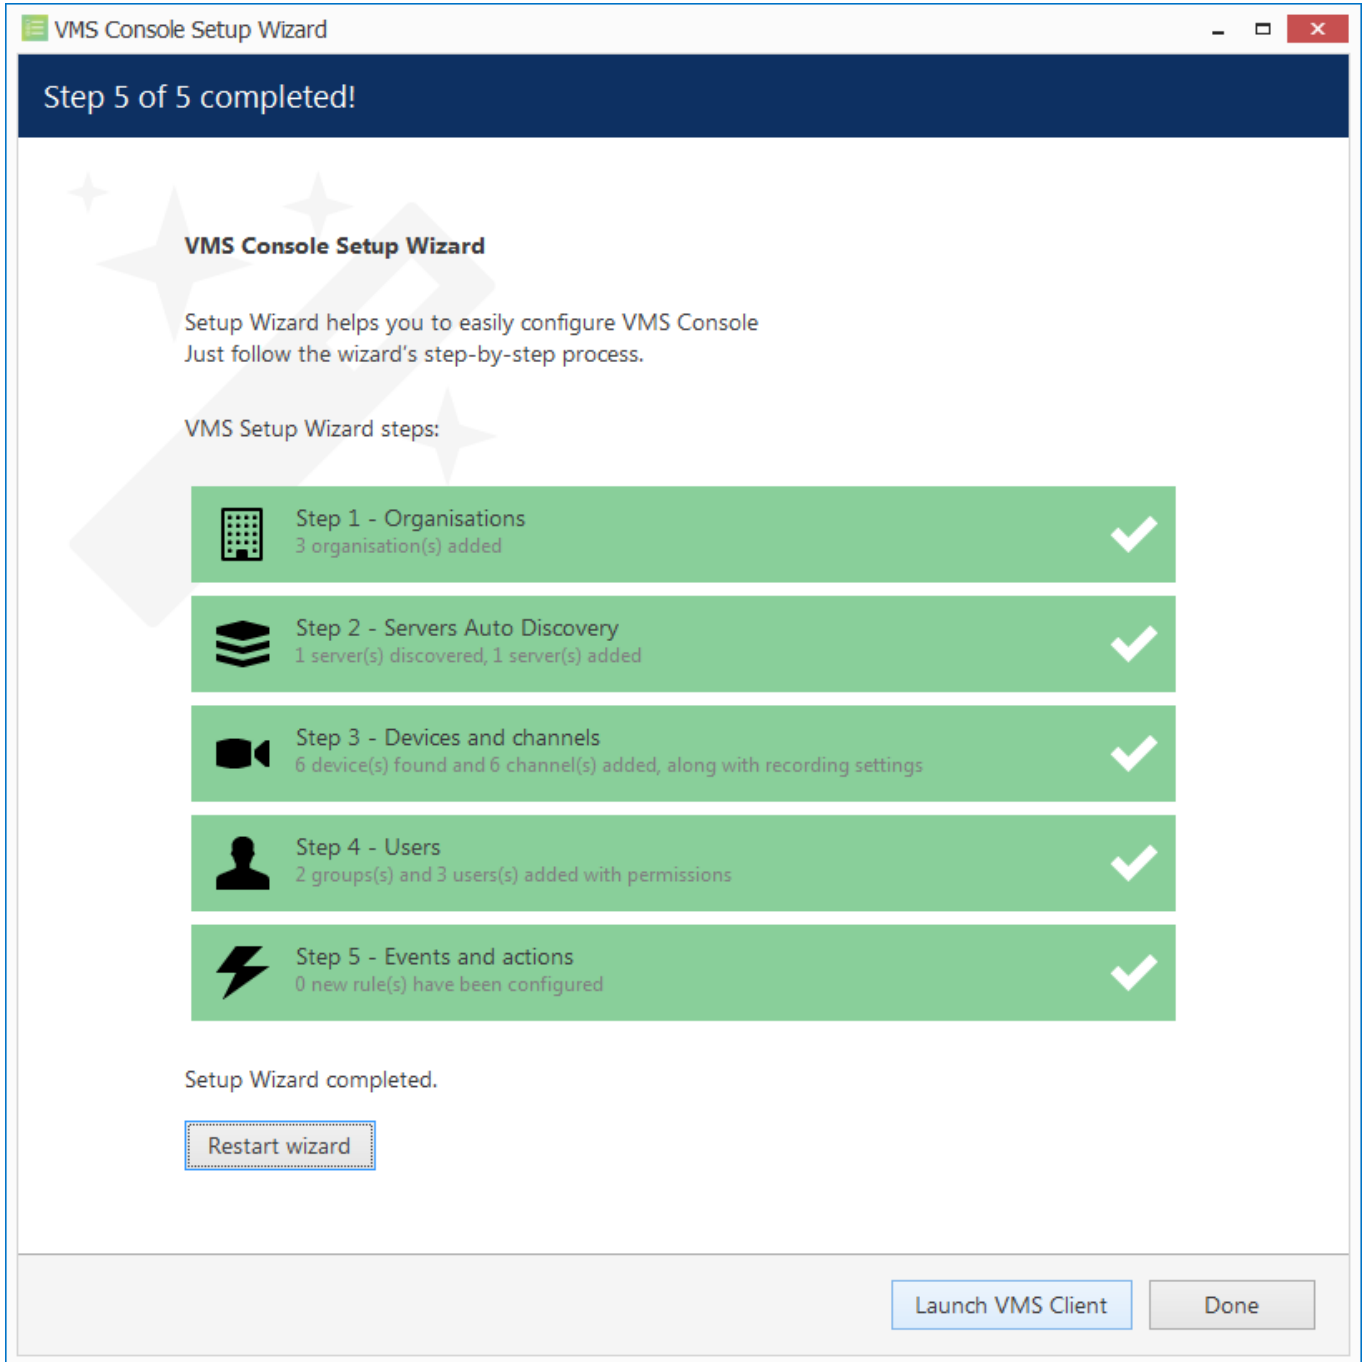 VMS Console Setup Wizard
Step 5 of 5 completed!
VMS Console Setup Wizard
Setup Wizard helps you to easily configure VMS Console
Just follow the wizard's step-by-step process.
VMS Setup Wizard steps:
Step 1 - Organisations
3 organisation(s) added
Step 2 - Servers Auto Discovery
1 server(s) discovered, 1 server(s) added
Step 3 - Devices and channels
6 device(s) found and 6 channel(s) added, along with recording settings
Step 4 - Users
2 groups(s) and 3 users(s) added with permissions
Step 5 - Events and actions
0 new rule(s) have been configured
Setup Wizard completed.
Restart wizard
Launch VMS Client
Done